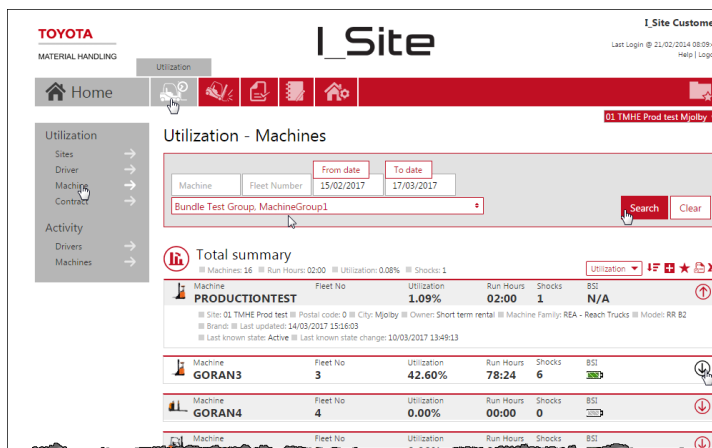 I_Site Custome
TOYOTA
MATERIAL HANDLING
I_Site
Last Login @ 21/02/2014 08:09:
Help | Logo
Utilization
Home
01 TMHE Prod test Mjolby
Utilization
Sites
Driver
Machine
Contract
Activity
Drivers
Machines
Utilization - Machines
From date
To date
Machine
Fleet Number
15/02/2017
17/03/2017
Bundle Test Group, MachineGroup1
Search
Clear
Total summary
Machines: 16 Run Hours: 02:00 Utilization: 0.08% Shocks: 1
Utilization
Machine Fleet No Utilization Run Hours Shocks BSI
PRODUCTIONTEST 1.09% 02:00 1 N/A
Site: 01 TMHE Prod test Postal code: 0 City: Mjolby Owner: Short term rental Machine Family: REA - Reach Trucks Model: RR B2
Brand: Last updated: 14/03/2017 15:16:03
Last known state: Active Last known state change: 10/03/2017 13:49:13
Machine Fleet No Utilization Run Hours Shocks BSI
GORAN3 3 42.60% 78:24 6
Machine Fleet No Utilization Run Hours Shocks BSI
GORAN4 4 0.00% 00:00 0
Machine Fleet No Utilization Run Hours Shocks BSI